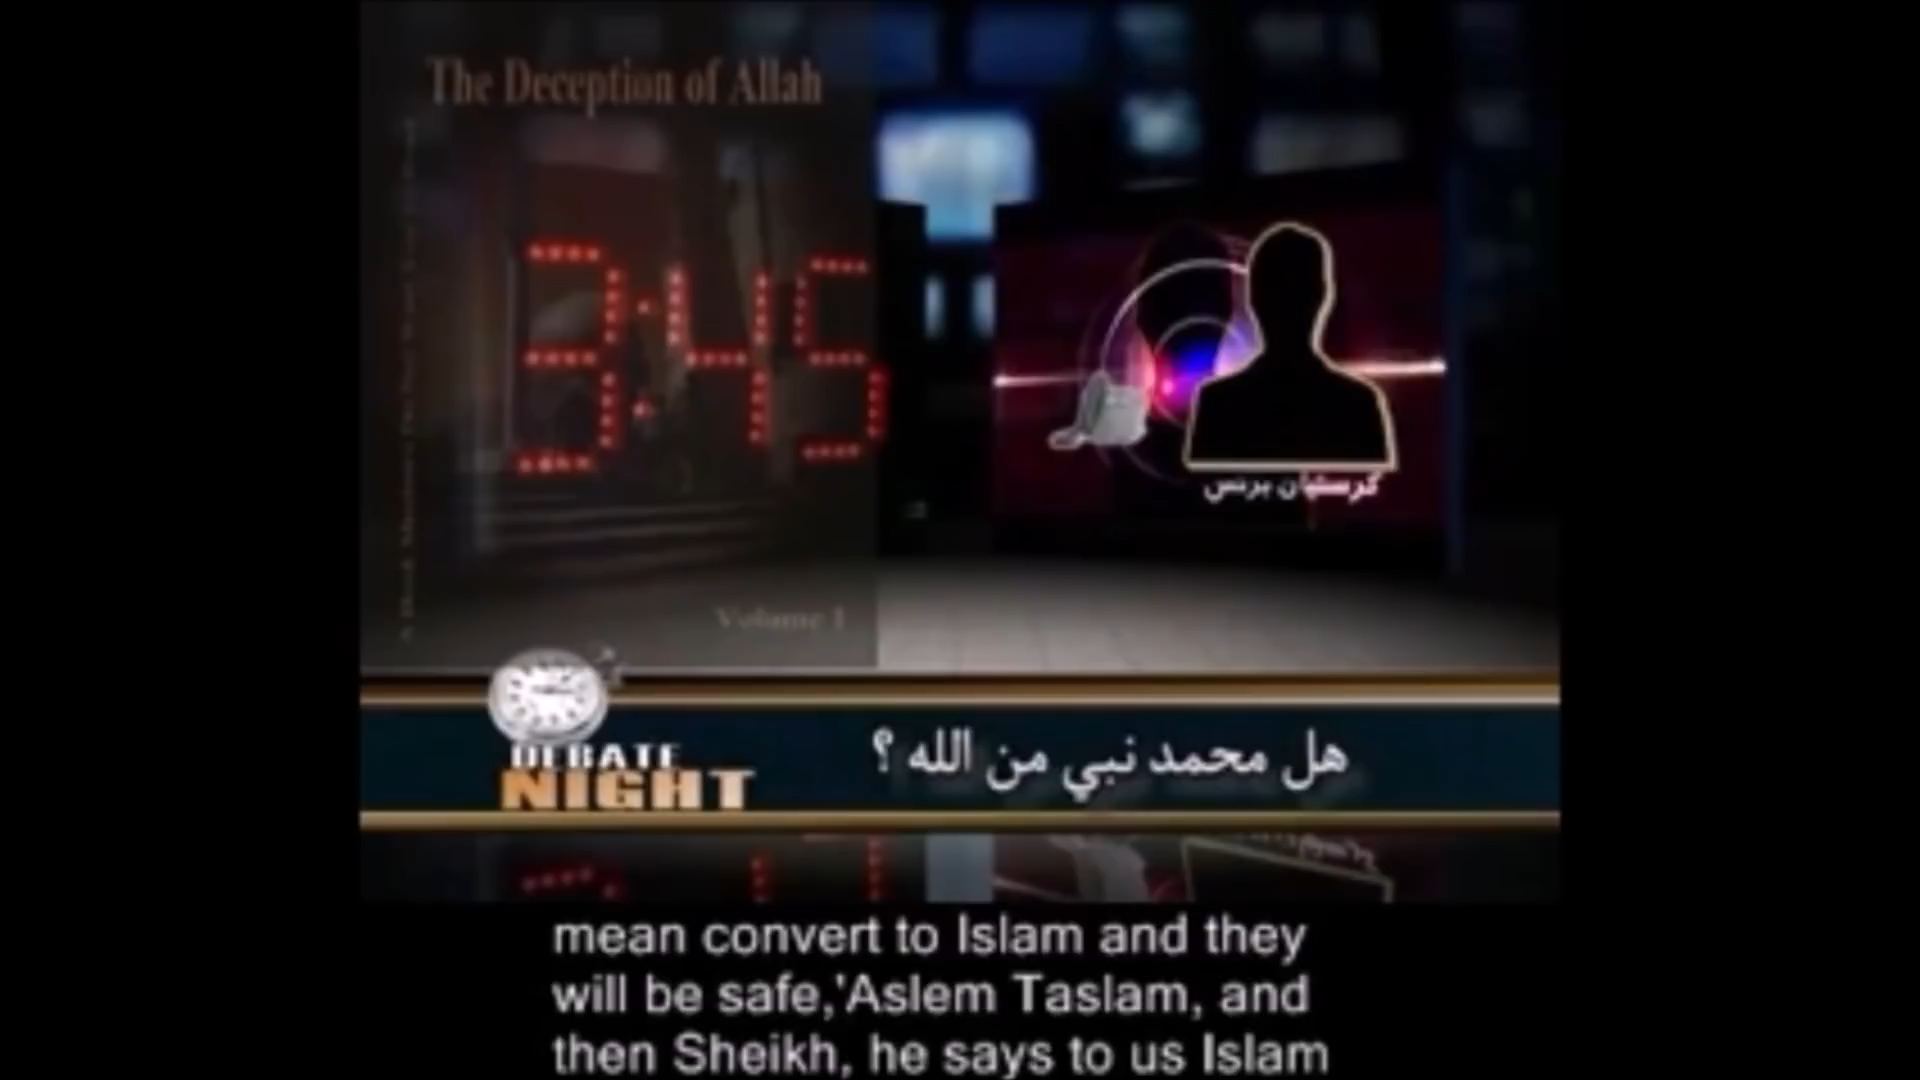 The Deception of Allah
3:45
كرستيان برنس
Volume 1
DEBATE
NIGHT
هل محمد نبي من الله ؟
mean convert to Islam and they
will be safe,'Aslem Taslam, and
then Sheikh, he says to us Islam